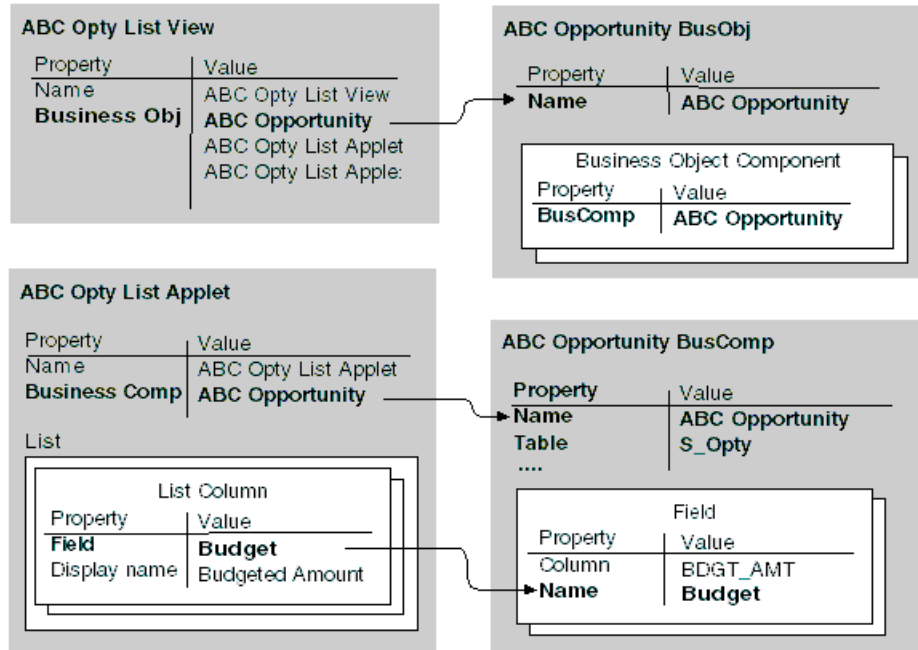 ABC Opty List View
Property Value
Name ABC Opty List View
Business Obj ABC Opportunity
ABC Opty List Applet
ABC Opty List Apple:
ABC Opportunity BusObj
Property Value
Name ABC Opportunity
Business Object Component
Property Value
BusComp ABC Opportunity
ABC Opty List Applet
Property Value
Name ABC Opty List Applet
Business Comp ABC Opportunity
List
List Column
Property Value
Field Budget
Display name Budgeted Amount
ABC Opportunity BusComp
Property Value
Name ABC Opportunity
Table S_Opty
....
Field
Property Value
Column BDGT_AMT
Name Budget